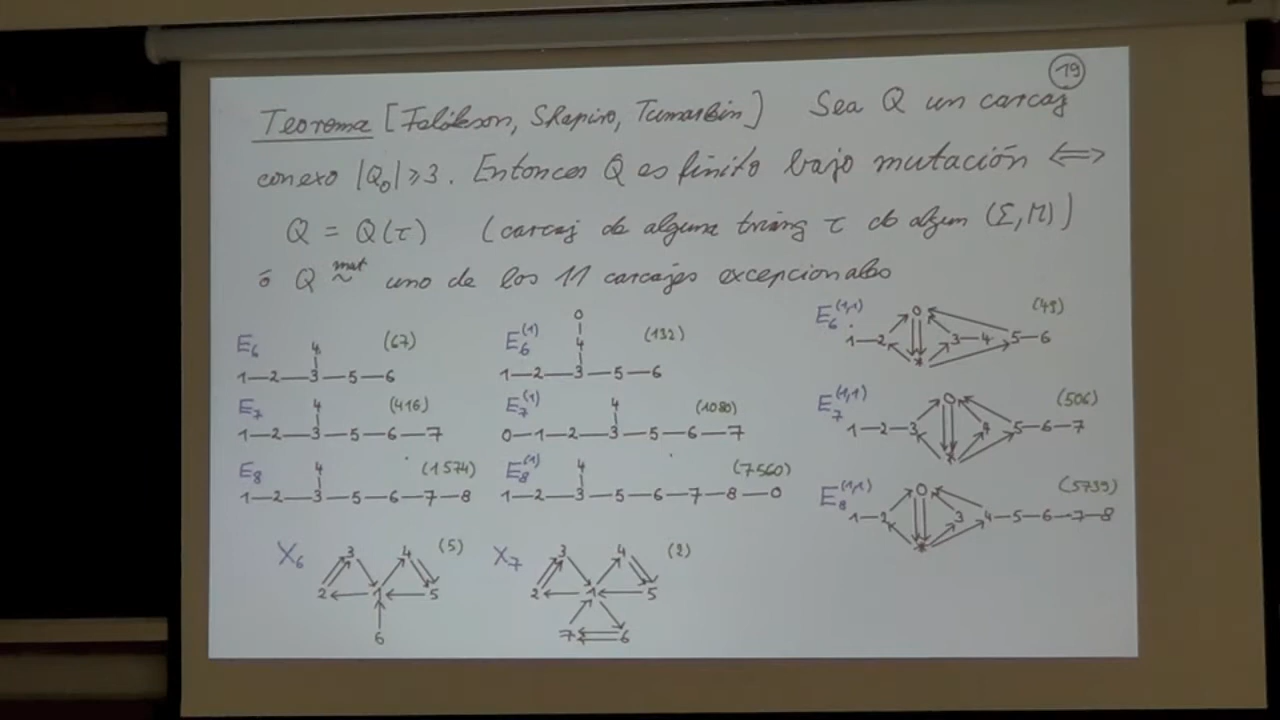 19
Teorema [Felikson, Shapiro, Tumarkin] Sea Q un carcaj
conexo |Q₀| ≥ 3. Entonces Q es finito bajo mutación ⟺
Q = Q(τ) (carcaj de alguna triang τ de algun (Σ, M))
ó Q ~ᵐᵘᵗ uno de los 11 carcajes excepcionales
E₆ (67)
4
1—2—3—5—6
E₇ (416)
4
1—2—3—5—6—7
E₈ (1574)
4
1—2—3—5—6—7—8
E₆⁽¹⁾ (132)
0
4
1—2—3—5—6
E₇⁽¹⁾ (1080)
4
0—1—2—3—5—6—7
E₈⁽¹⁾ (7560)
4
1—2—3—5—6—7—8—0
E₆⁽¹,¹⁾ (49)
0
1—2 3—4 5—6
*
E₇⁽¹,¹⁾ (506)
0
1—2—3 4 5—6—7
*
E₈⁽¹,¹⁾ (5739)
0
1—2 3 4—5—6—7—8
*
X₆ (5)
3 4
2 1 5
6
X₇ (2)
3 4
2 1 5
7 6